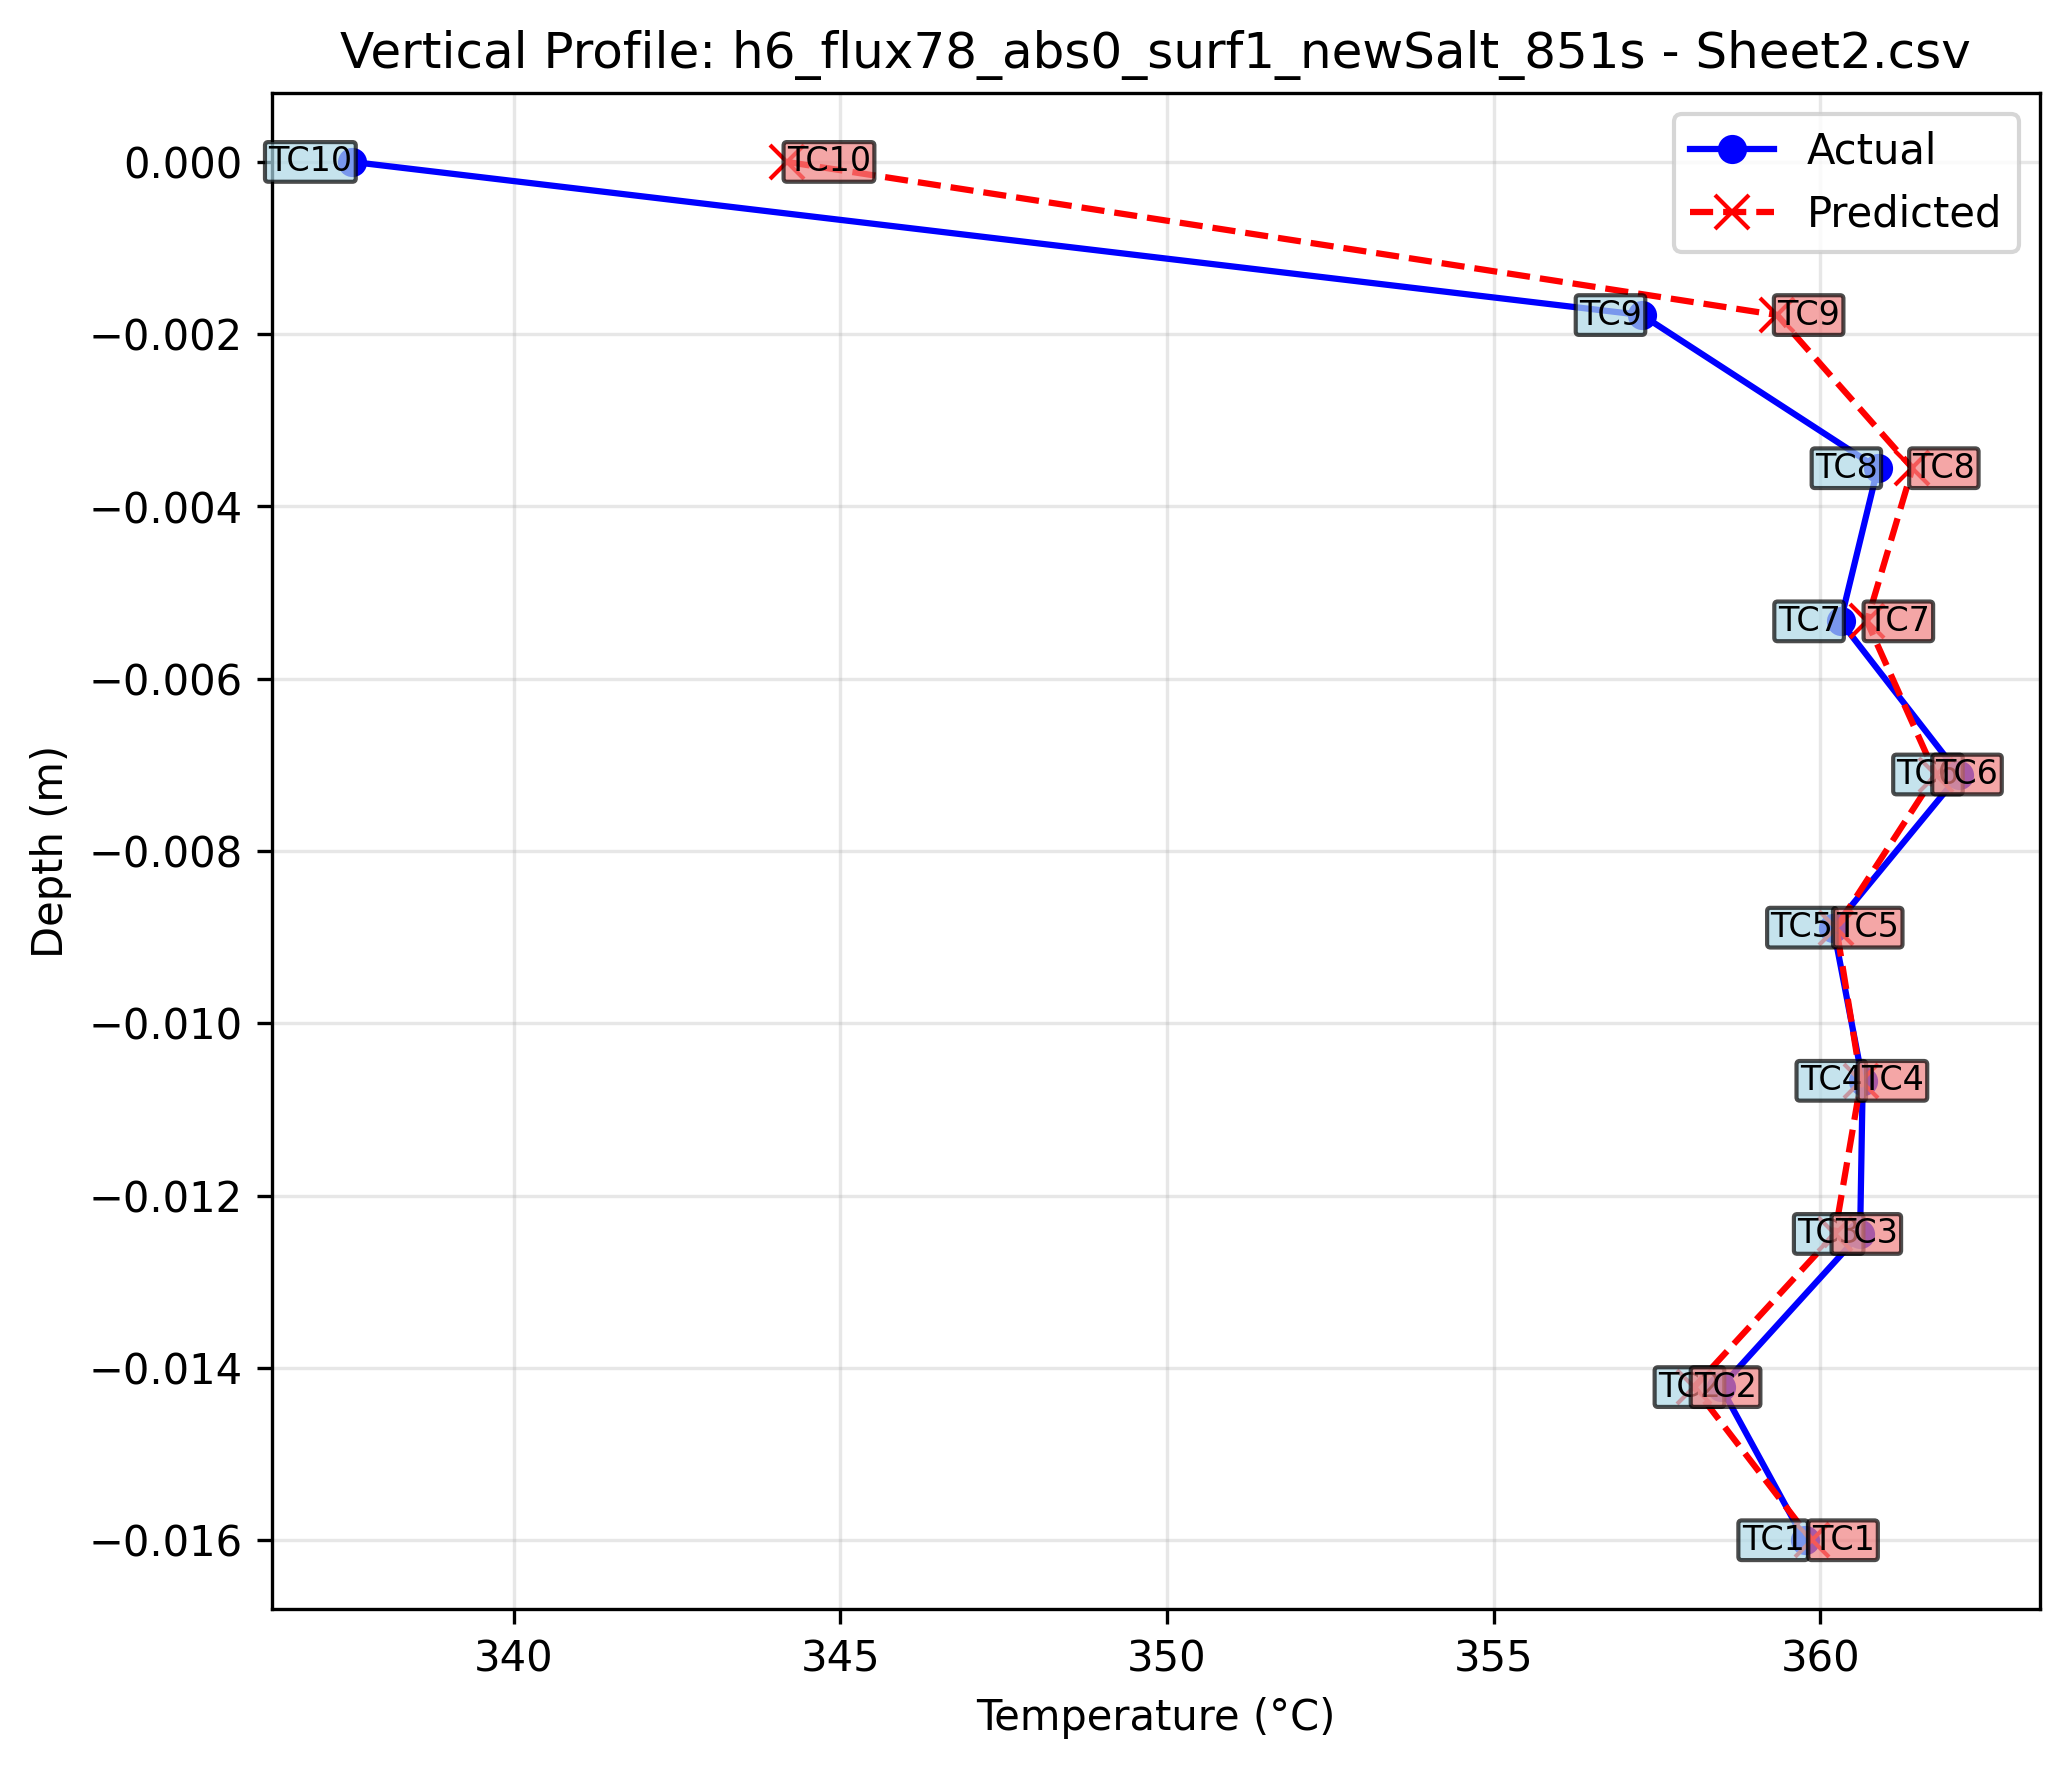 Vertical Profile: h6_flux78_abs0_surf1_newSalt_851s - Sheet2.csv
Actual
Predicted
0.000
−0.002
−0.004
−0.006
−0.008
−0.010
−0.012
−0.014
−0.016
Depth (m)
TC10 TC10
TC9 TC9
TC8 TC8
TC7 TC7
TC6 TC6
TC5 TC5
TC4 TC4
TC3 TC3
TC2
TC1 TC1
340 345 350 355 360
Temperature (°C)